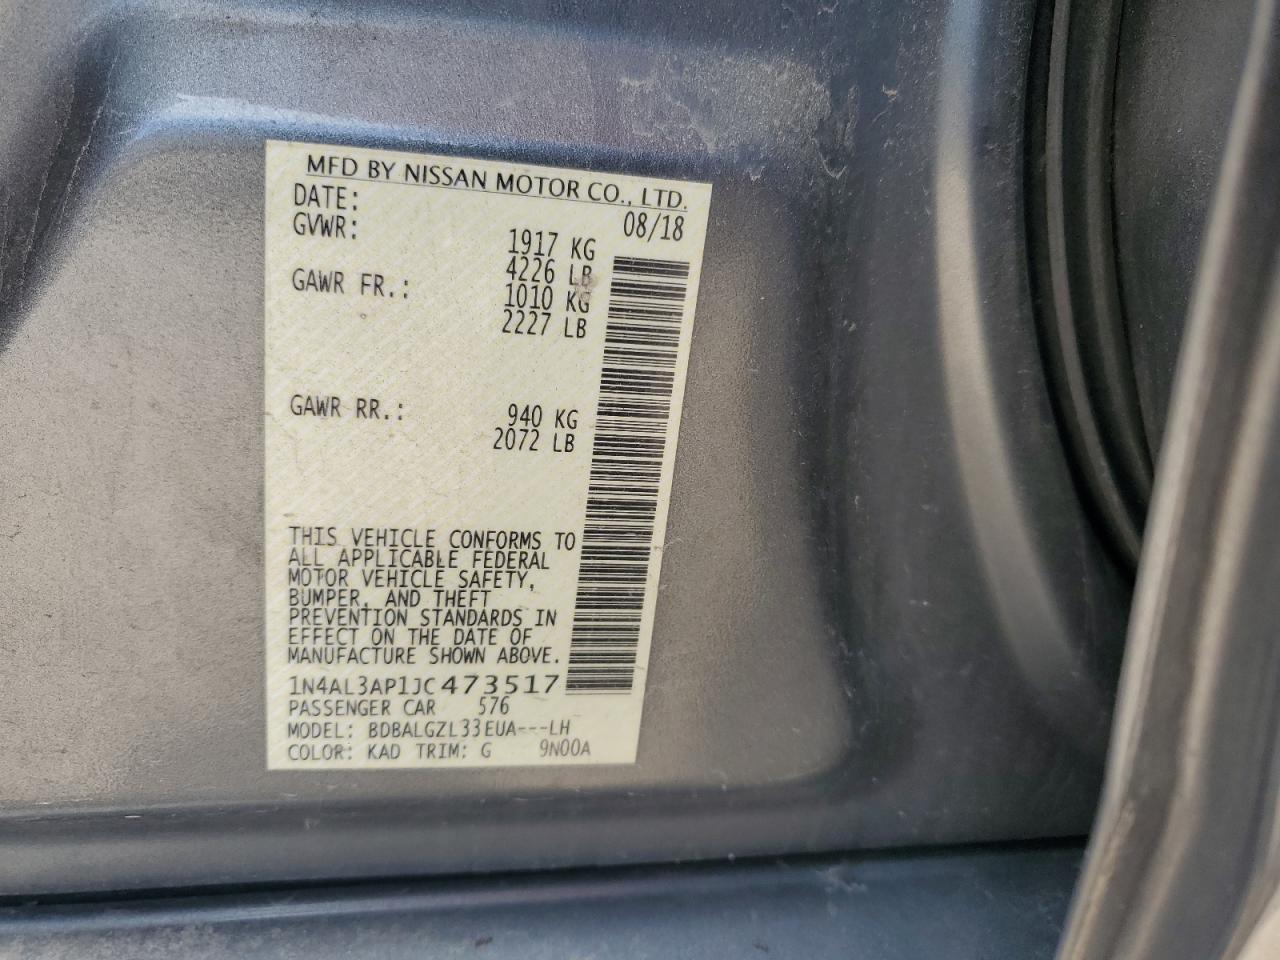 MFD BY NISSAN MOTOR CO., LTD.
DATE: 08/18
GVWR: 1917 KG
4226 LB
GAWR FR.: 1010 KG
2227 LB
GAWR RR.: 940 KG
2072 LB
THIS VEHICLE CONFORMS TO
ALL APPLICABLE FEDERAL
MOTOR VEHICLE SAFETY,
BUMPER, AND THEFT
PREVENTION STANDARDS IN
EFFECT ON THE DATE OF
MANUFACTURE SHOWN ABOVE.
1N4AL3AP1JC473517
PASSENGER CAR 576
MODEL: BDBALGZL33EUA---LH
COLOR: KAD TRIM: G 9N00A